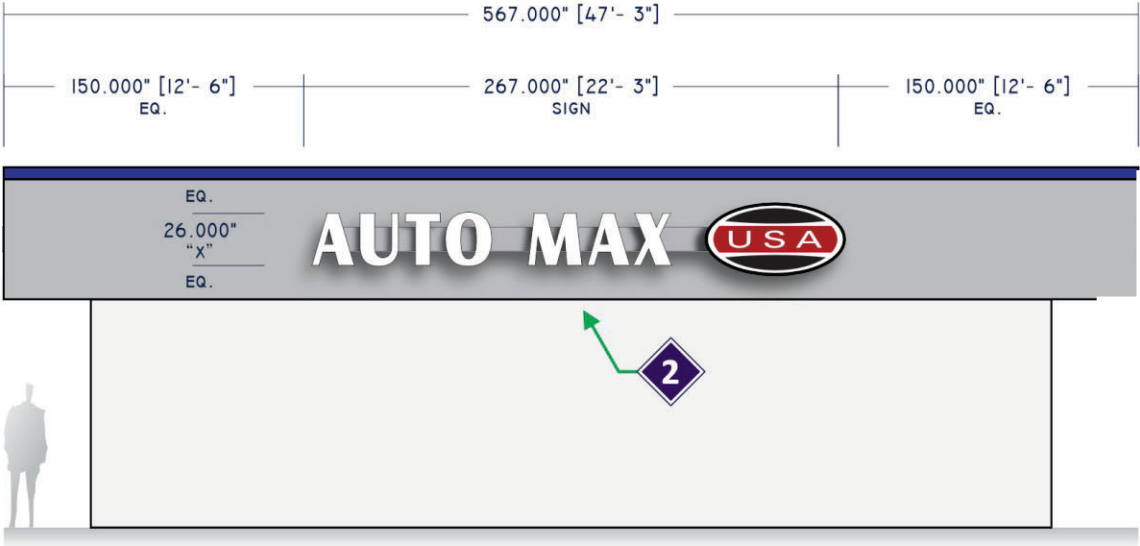 567.000" [47'- 3"]
150.000" [12'- 6"]
EQ.
267.000" [22'- 3"]
SIGN
150.000" [12'- 6"]
EQ.
EQ.
26.000"
"X"
EQ.
AUTO MAX USA
2